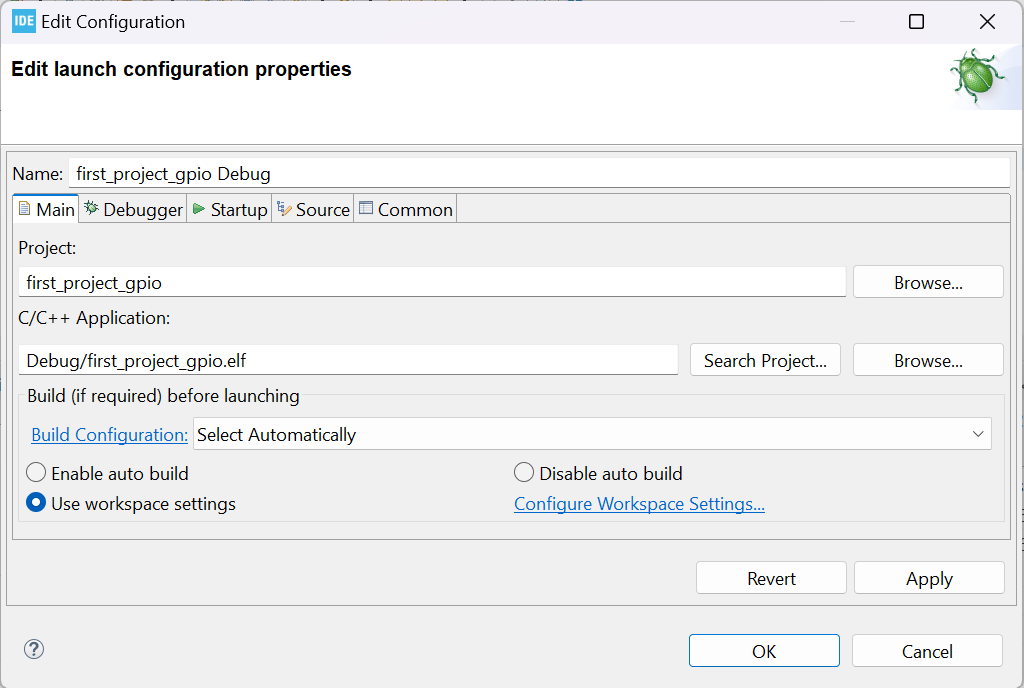 IDE Edit Configuration
Edit launch configuration properties
Name: first_project_gpio Debug
Main Debugger Startup Source Common
Project:
first_project_gpio Browse...
C/C++ Application:
Debug/first_project_gpio.elf Search Project... Browse...
Build (if required) before launching
Build Configuration: Select Automatically
Enable auto build Disable auto build
Use workspace settings Configure Workspace Settings...
Revert Apply
? OK Cancel